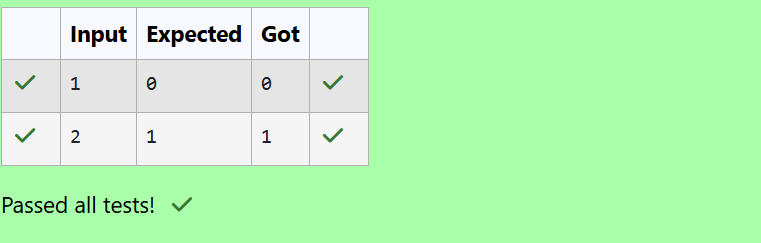 Input Expected Got
1 0 0
2 1 1
Passed all tests!